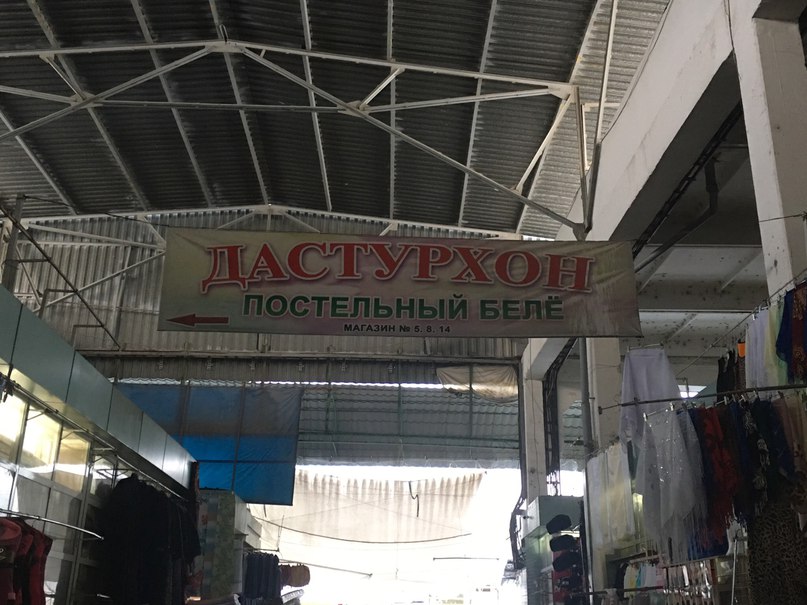 ДАСТУРХОН
ПОСТЕЛЬНЫЙ БЕЛЁ
МАГАЗИН № 5. 8. 14